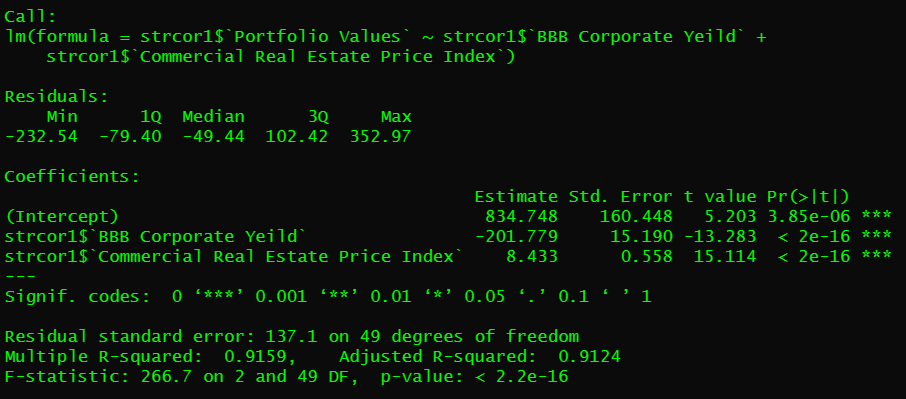 Call:
lm(formula = strcor1$`Portfolio Values` ~ strcor1$`BBB Corporate Yeild` +
    strcor1$`Commercial Real Estate Price Index`)

Residuals:
    Min      1Q  Median      3Q     Max
-232.54  -79.40  -49.44  102.42  352.97

Coefficients:
                                             Estimate Std. Error t value Pr(>|t|)
(Intercept)                                   834.748    160.448   5.203 3.85e-06 ***
strcor1$`BBB Corporate Yeild`                -201.779     15.190 -13.283  < 2e-16 ***
strcor1$`Commercial Real Estate Price Index`    8.433      0.558  15.114  < 2e-16 ***
---
Signif. codes:  0 ‘***’ 0.001 ‘**’ 0.01 ‘*’ 0.05 ‘.’ 0.1 ‘ ’ 1

Residual standard error: 137.1 on 49 degrees of freedom
Multiple R-squared:  0.9159,    Adjusted R-squared:  0.9124
F-statistic: 266.7 on 2 and 49 DF,  p-value: < 2.2e-16